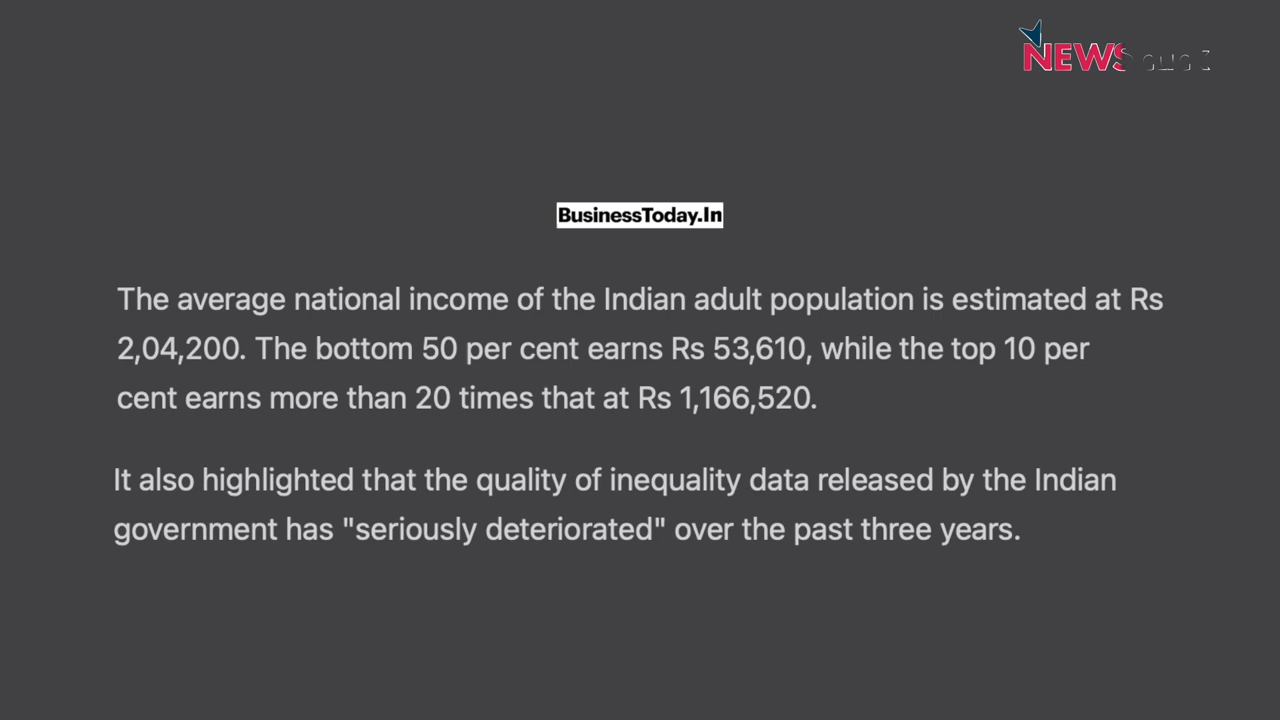 NEWS
BusinessToday.In
The average national income of the Indian adult population is estimated at Rs
2,04,200. The bottom 50 per cent earns Rs 53,610, while the top 10 per
cent earns more than 20 times that at Rs 1,166,520.
It also highlighted that the quality of inequality data released by the Indian
government has "seriously deteriorated" over the past three years.